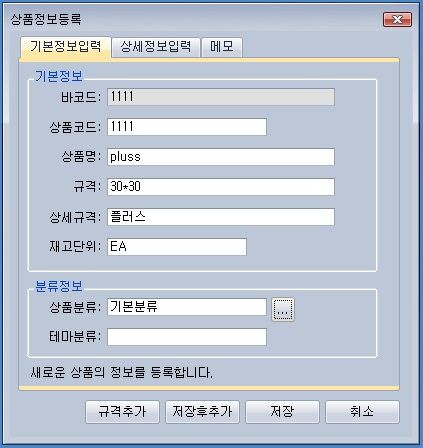 상품정보등록
기본정보입력 상세정보입력 메모
기본정보
바코드: 1111
상품코드: 1111
상품명: pluss
규격: 30*30
상세규격: 플러스
재고단위: EA
분류정보
상품분류: 기본분류 ...
테마분류:
새로운 상품의 정보를 등록합니다.
규격추가 저장후추가 저장 취소